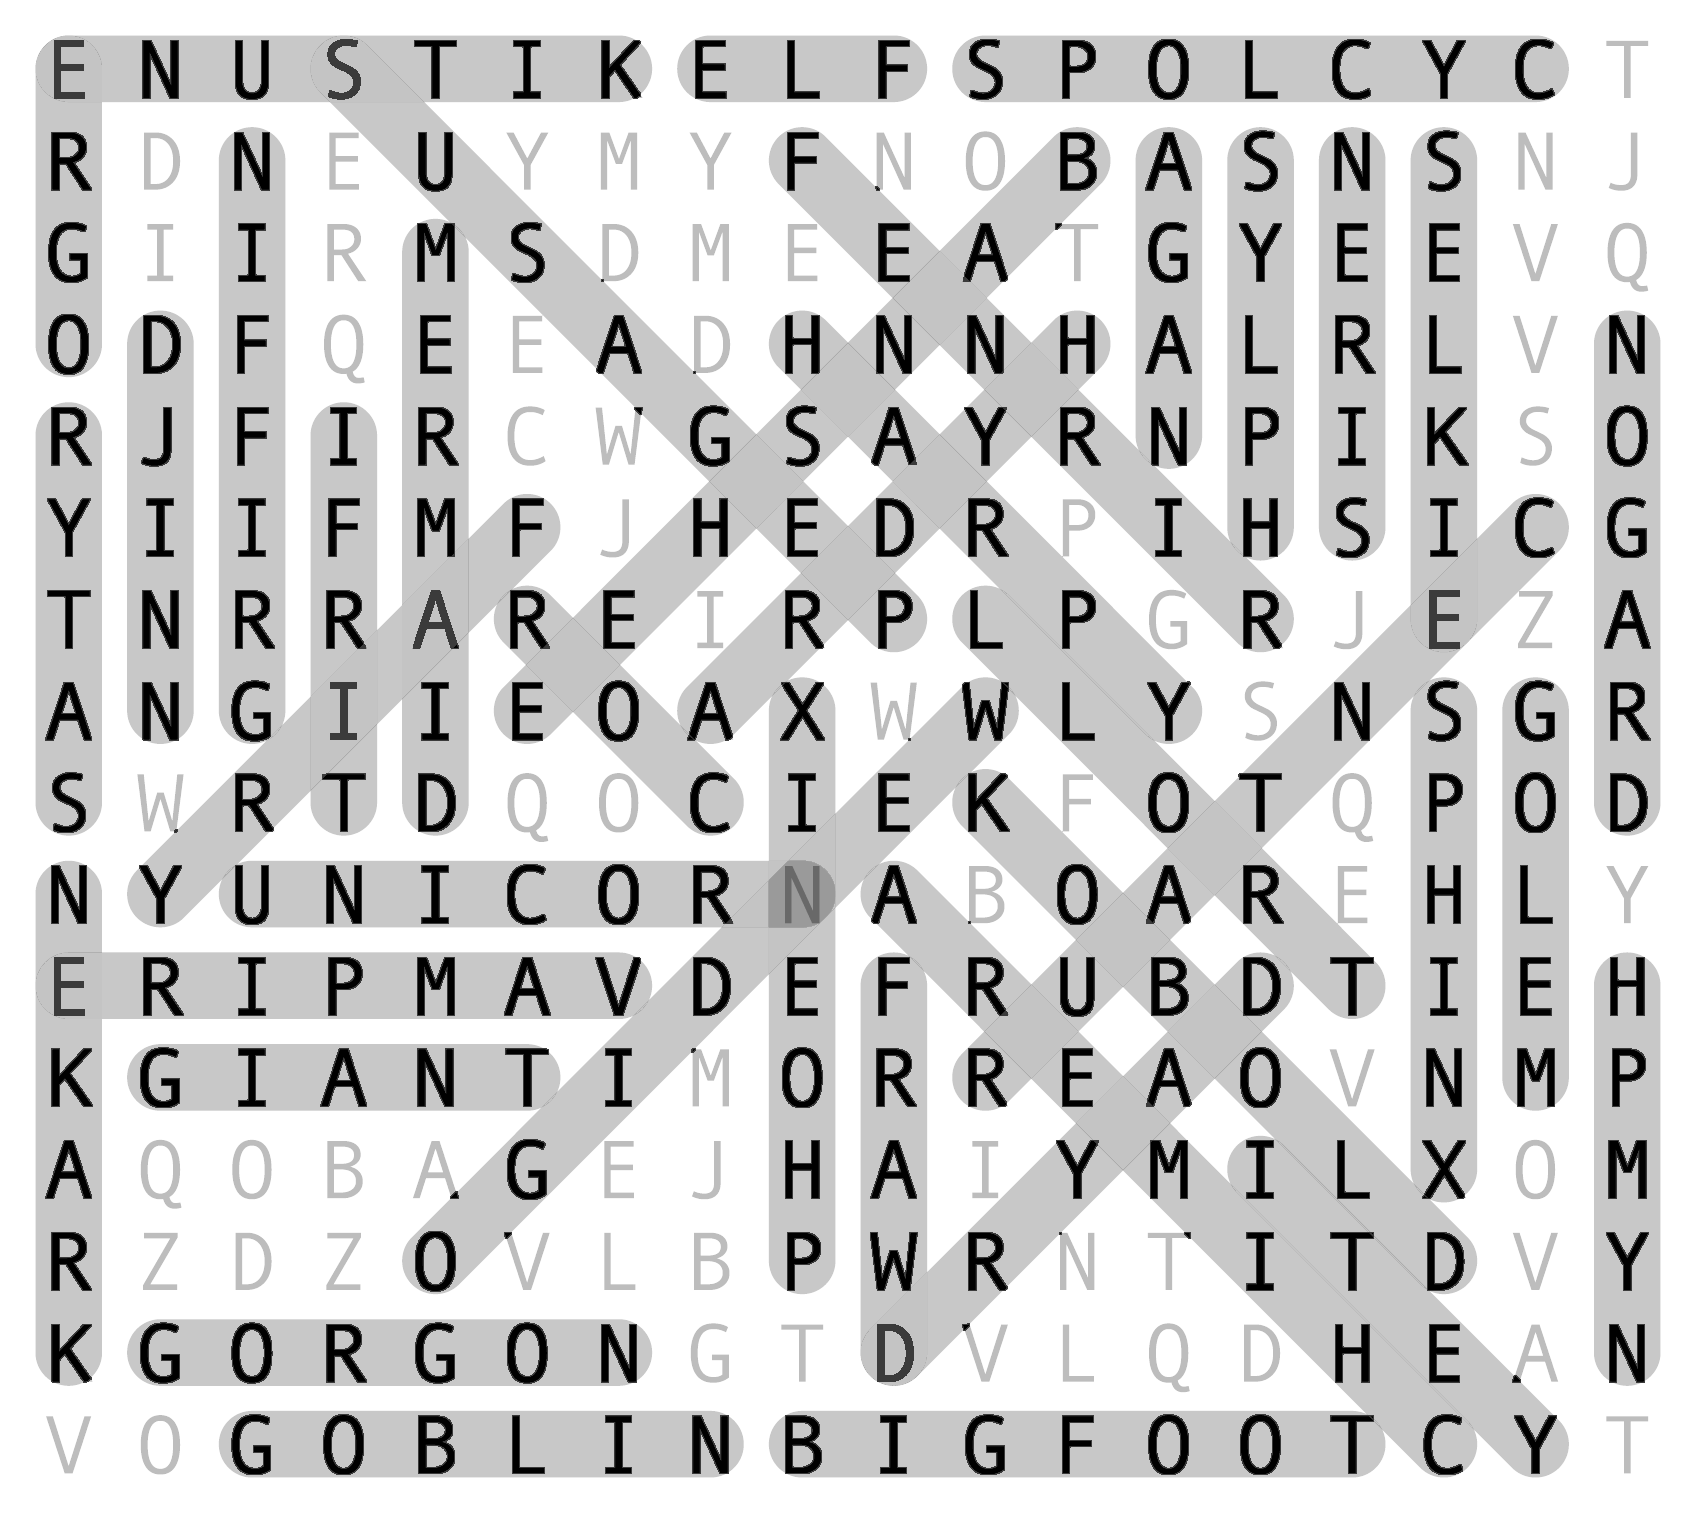 E N U S T I K E L F S P O L C Y C T
R D N E U Y M Y F N O B A S N S N J
G I I R M S D M E E A T G Y E E V Q
O D F Q E E A D H N N H A L R L V N
R J F I R C W G S A Y R N P I K S O
Y I I F M F J H E D R P I H S I C G
T N R R A R E I R P L P G R J E Z A
A N G I I E O A X W W L Y S N S G R
S W R T D Q O C I E K F O T Q P O D
N Y U N I C O R N A B O A R E H L Y
E R I P M A V D E F R U B D T I E H
K G I A N T I M O R R E A O V N M P
A Q O B A G E J H A I Y M I L X O M
R Z D Z O V L B P W R N T I T D V Y
K G O R G O N G T D V L Q D H E A N
V O G O B L I N B I G F O O T C Y T